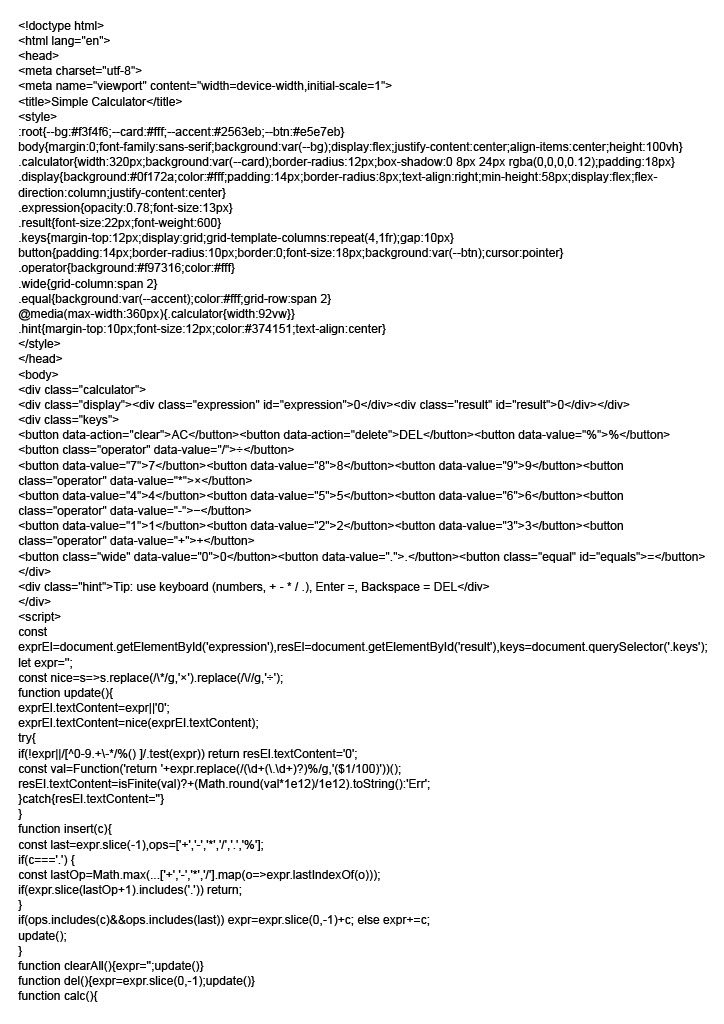 <!doctype html>
<html lang="en">
<head>
<meta charset="utf-8">
<meta name="viewport" content="width=device-width,initial-scale=1">
<title>Simple Calculator</title>
<style>
:root{--bg:#f3f4f6;--card:#fff;--accent:#2563eb;--btn:#e5e7eb}
body{margin:0;font-family:sans-serif;background:var(--bg);display:flex;justify-content:center;align-items:center;height:100vh}
.calculator{width:320px;background:var(--card);border-radius:12px;box-shadow:0 8px 24px rgba(0,0,0,0.12);padding:18px}
.display{background:#0f172a;color:#fff;padding:14px;border-radius:8px;text-align:right;min-height:58px;display:flex;flex-
direction:column;justify-content:center}
.expression{opacity:0.78;font-size:13px}
.result{font-size:22px;font-weight:600}
.keys{margin-top:12px;display:grid;grid-template-columns:repeat(4,1fr);gap:10px}
button{padding:14px;border-radius:10px;border:0;font-size:18px;background:var(--btn);cursor:pointer}
.operator{background:#f97316;color:#fff}
.wide{grid-column:span 2}
.equal{background:var(--accent);color:#fff;grid-row:span 2}
@media(max-width:360px){.calculator{width:92vw}}
.hint{margin-top:10px;font-size:12px;color:#374151;text-align:center}
</style>
</head>
<body>
<div class="calculator">
<div class="display"><div class="expression" id="expression">0</div><div class="result" id="result">0</div></div>
<div class="keys">
<button data-action="clear">AC</button><button data-action="delete">DEL</button><button data-value="%">%</button>
<button class="operator" data-value="/">÷</button>
<button data-value="7">7</button><button data-value="8">8</button><button data-value="9">9</button><button
class="operator" data-value="*">×</button>
<button data-value="4">4</button><button data-value="5">5</button><button data-value="6">6</button><button
class="operator" data-value="-">−</button>
<button data-value="1">1</button><button data-value="2">2</button><button data-value="3">3</button><button
class="operator" data-value="+">+</button>
<button class="wide" data-value="0">0</button><button data-value=".">.</button><button class="equal" id="equals">=</button>
</div>
<div class="hint">Tip: use keyboard (numbers, + - * / .), Enter =, Backspace = DEL</div>
</div>
<script>
const
exprEl=document.getElementById('expression'),resEl=document.getElementById('result'),keys=document.querySelector('.keys');
let expr='';
const nice=s=>s.replace(/\*/g,'×').replace(/\//g,'÷');
function update(){
exprEl.textContent=expr||'0';
exprEl.textContent=nice(exprEl.textContent);
try{
if(!expr||/[^0-9.+\-*/%() ]/.test(expr)) return resEl.textContent='0';
const val=Function('return '+expr.replace(/(\d+(\.\d+)?)%/g,'($1/100)'))();
resEl.textContent=isFinite(val)?+(Math.round(val*1e12)/1e12).toString():'Err';
}catch{resEl.textContent=''}
}
function insert(c){
const last=expr.slice(-1),ops=['+','-','*','/','.','%'];
if(c==='.') {
const lastOp=Math.max(...['+','-','*','/'].map(o=>expr.lastIndexOf(o)));
if(expr.slice(lastOp+1).includes('.')) return;
}
if(ops.includes(c)&&ops.includes(last)) expr=expr.slice(0,-1)+c; else expr+=c;
update();
}
function clearAll(){expr='';update()}
function del(){expr=expr.slice(0,-1);update()}
function calc(){